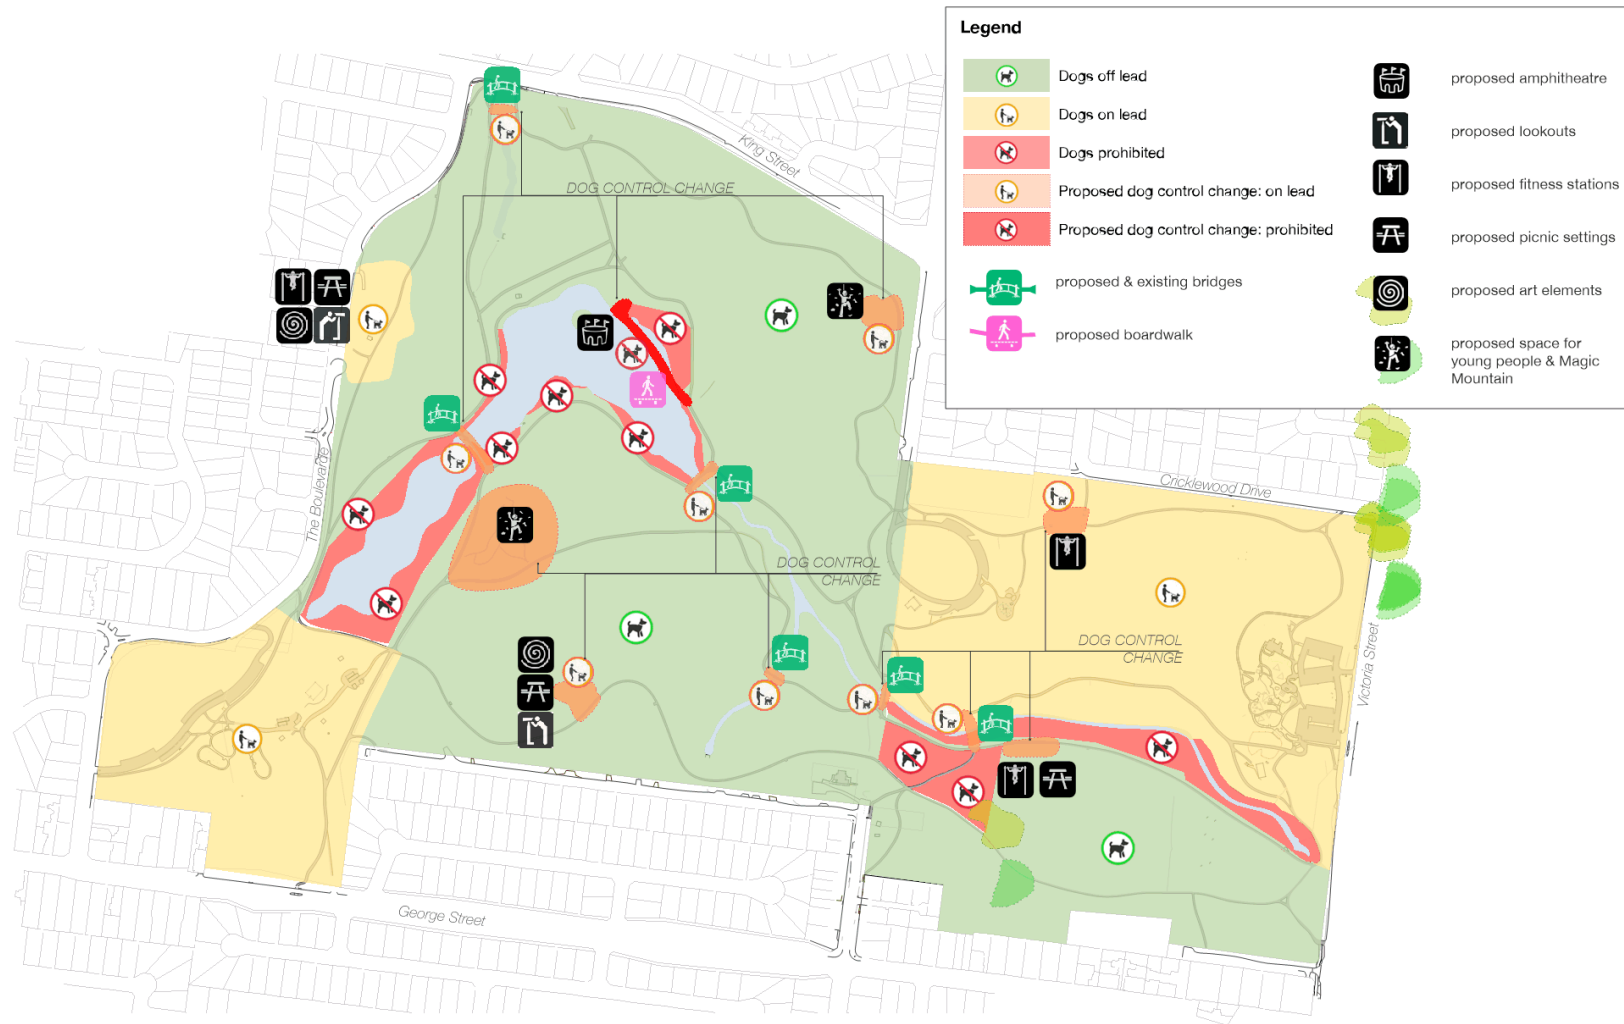 Legend
Dogs off lead
Dogs on lead
Dogs prohibited
Proposed dog control change: on lead
Proposed dog control change: prohibited
proposed & existing bridges
proposed boardwalk
proposed amphitheatre
proposed lookouts
proposed fitness stations
proposed picnic settings
proposed art elements
proposed space for
young people & Magic
Mountain
King Street
DOG CONTROL CHANGE
The Boulevarde
Cricklewood Drive
DOG CONTROL
CHANGE
DOG CONTROL
CHANGE
Victoria Street
George Street